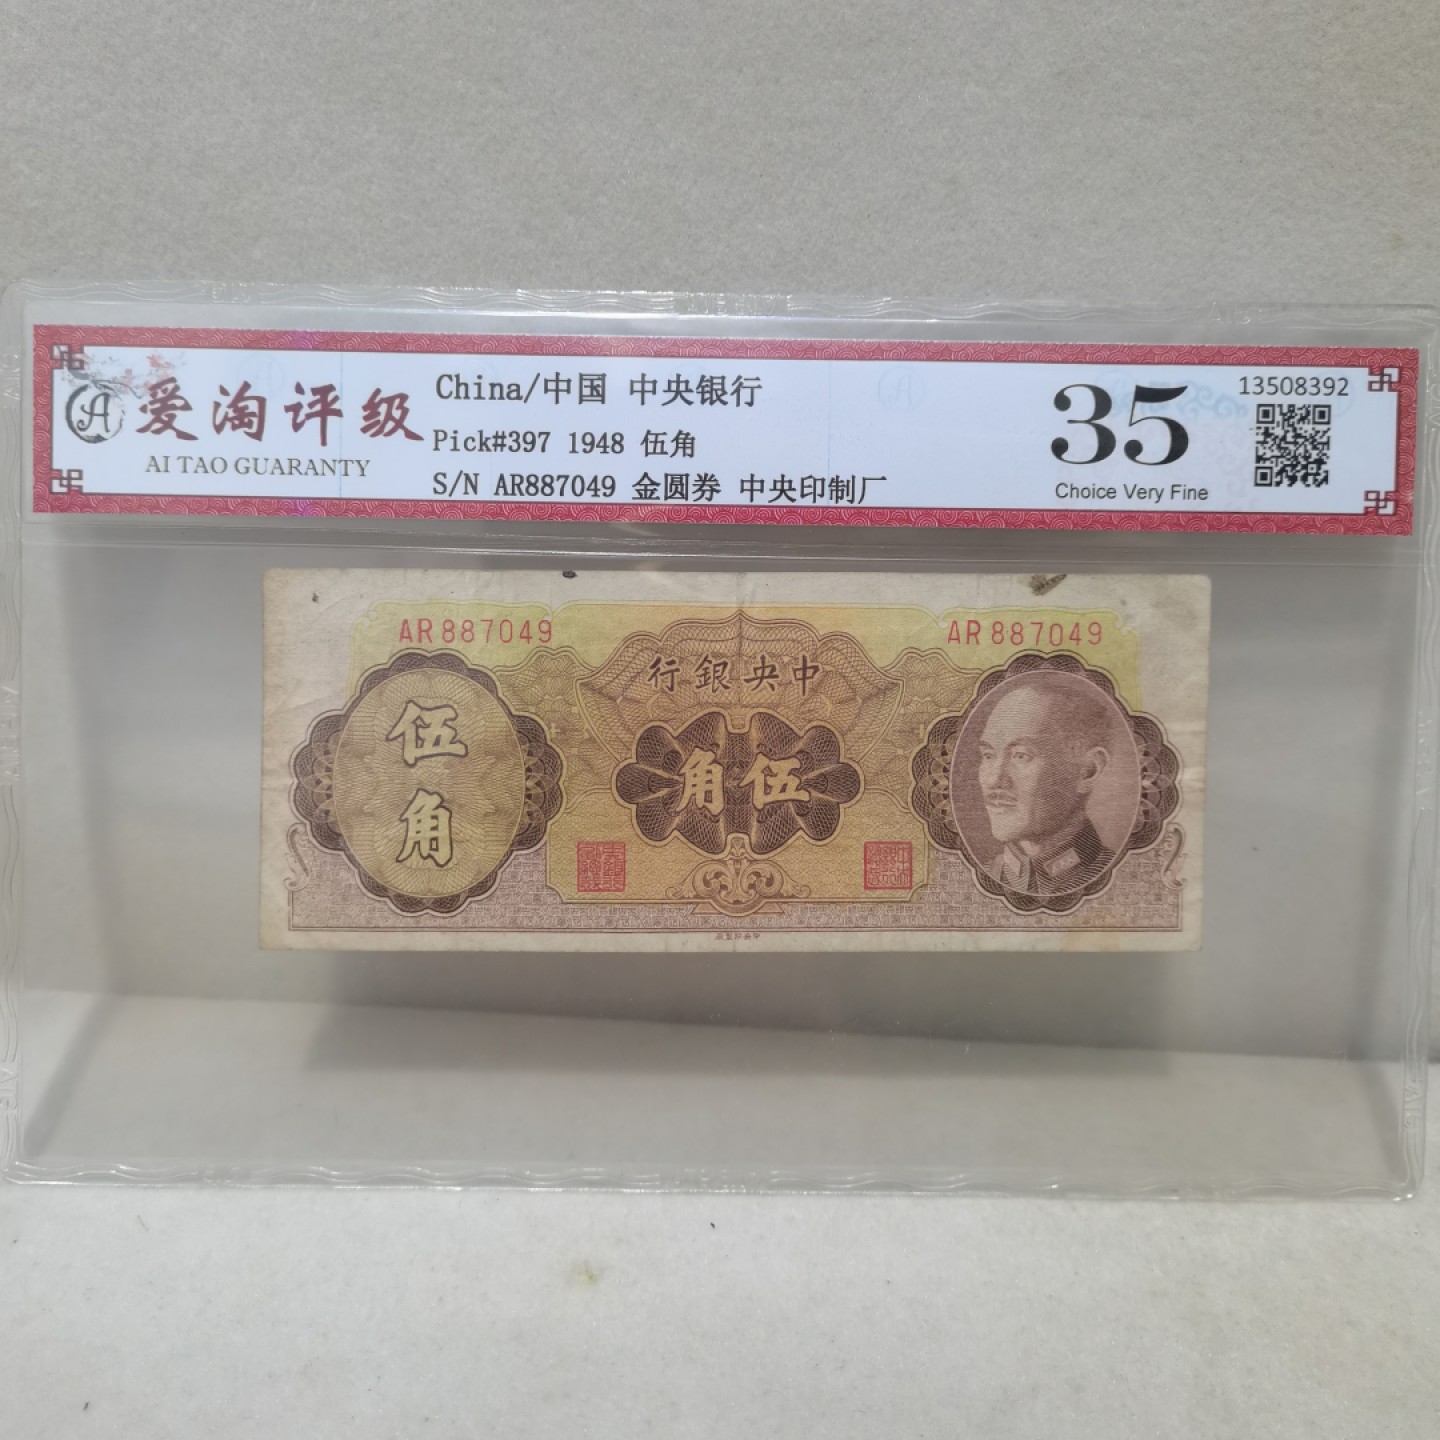 爱淘评级
AI TAO GUARANTY
China/中国 中央银行
Pick#397 1948 伍角
S/N AR887049 金圆券 中央印制厂
35
Choice Very Fine
13508392
AR887049
AR887049
行銀央中
伍角
角伍